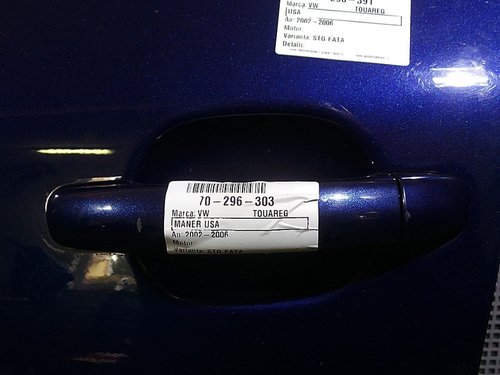 Marca: VW TOUAREG
USA
An: 2002-2006
Motor:
Varianta: STG FATA
Detalii:
70-296-303
Marca: VW TOUAREG
MANER USA
An: 2002-2006
Motor:
Varianta: STG FATA